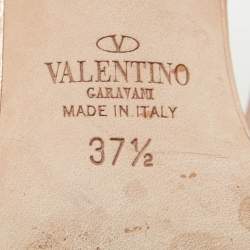 V
VALENTINO
GARAVANI
MADE IN ITALY
37½